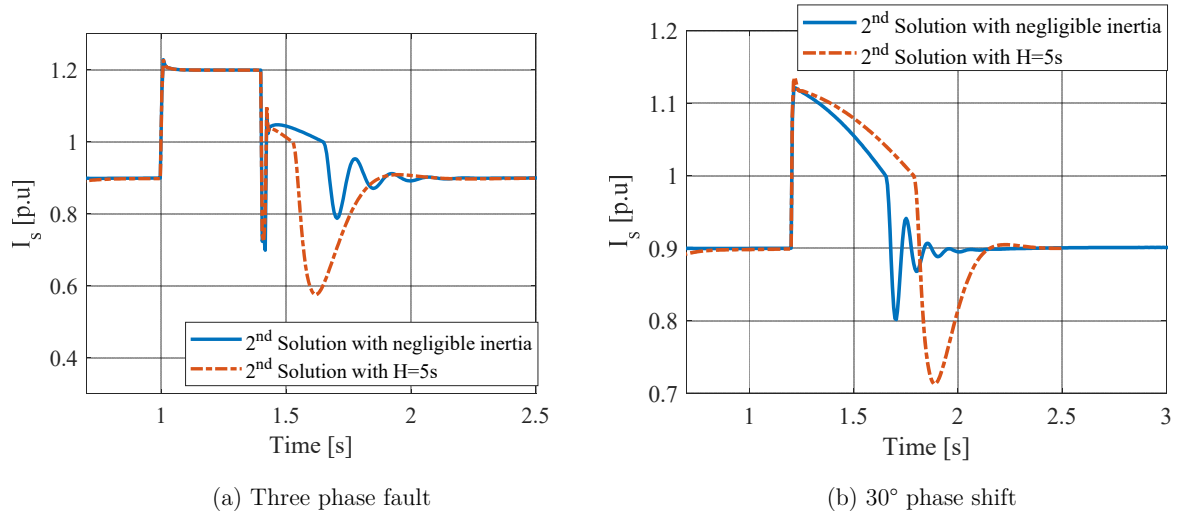 1.2
1
0.8
0.6
0.4
I_s [p.u]
2nd Solution with negligible inertia
2nd Solution with H=5s
1 1.5 2 2.5
Time [s]
(a) Three phase fault
2nd Solution with negligible inertia
2nd Solution with H=5s
1.2
1.1
1
0.9
0.8
0.7
I_s [p.u]
1 1.5 2 2.5 3
Time [s]
(b) 30° phase shift